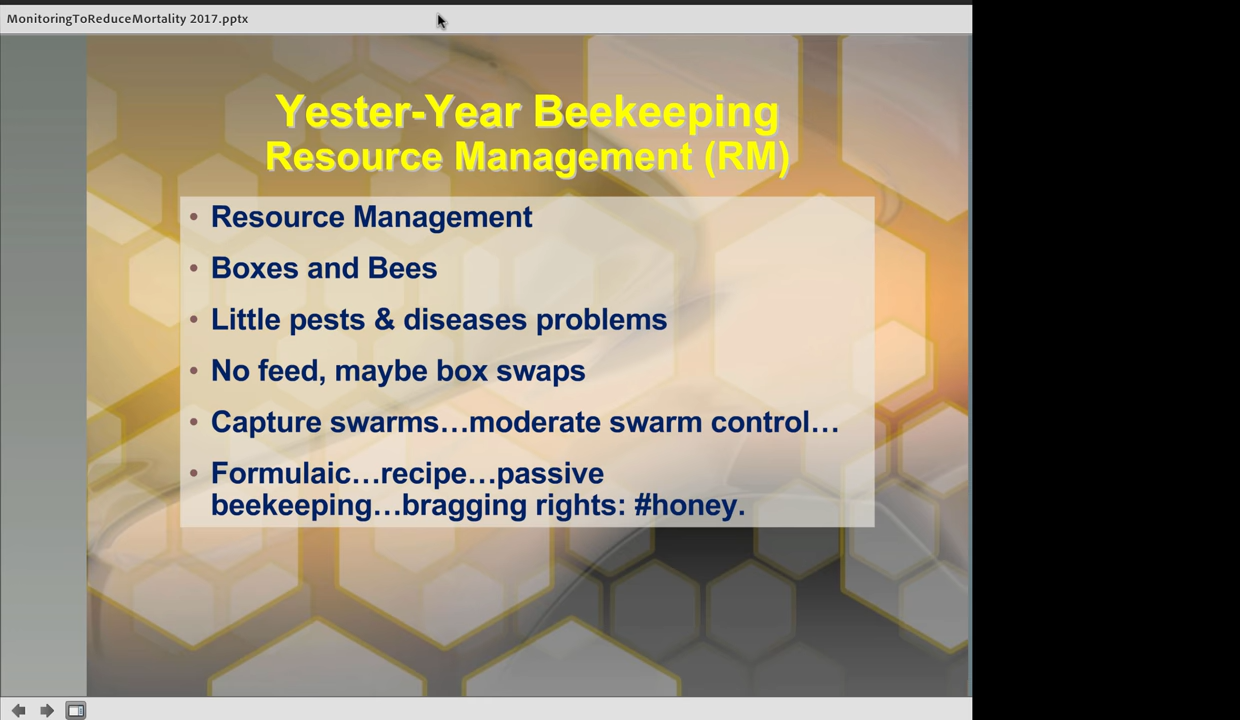 MonitoringToReduceMortality 2017.pptx
Yester-Year Beekeeping
Resource Management (RM)
• Resource Management
• Boxes and Bees
• Little pests & diseases problems
• No feed, maybe box swaps
• Capture swarms…moderate swarm control…
• Formulaic…recipe…passive
beekeeping…bragging rights: #honey.